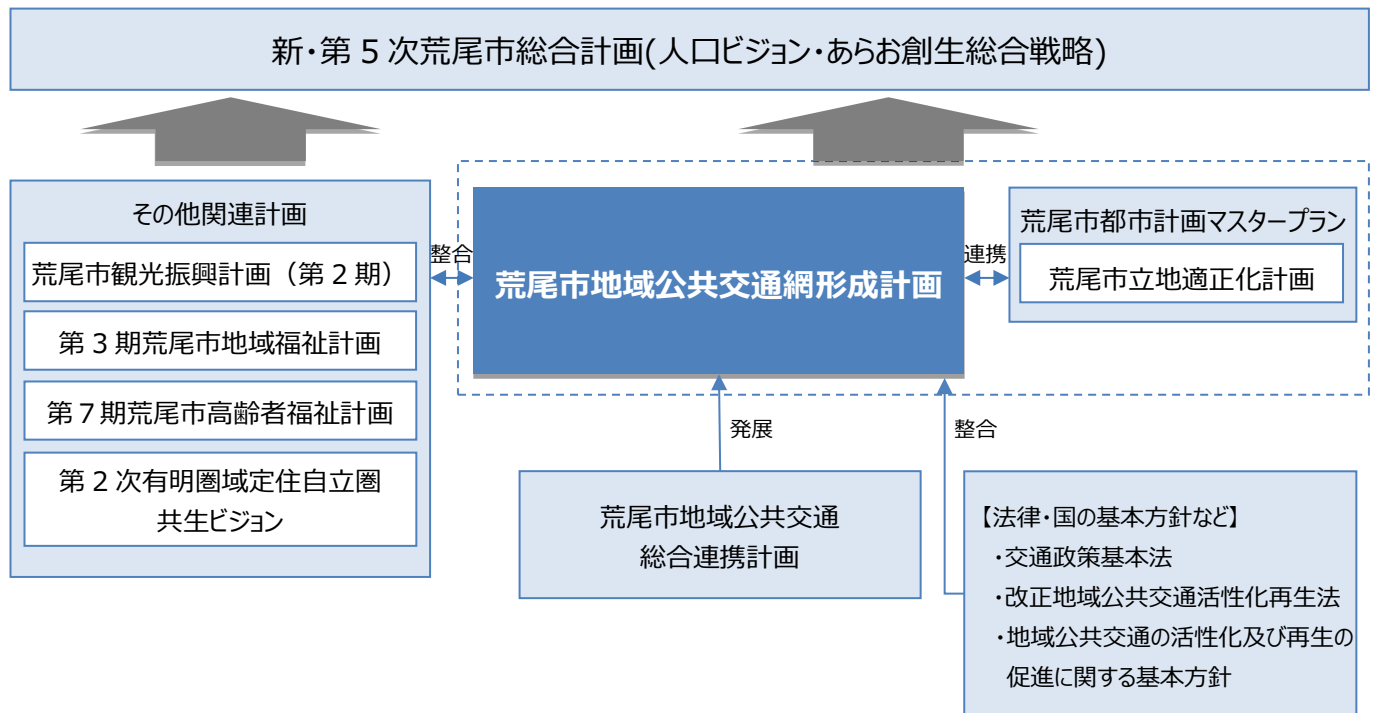 新・第5次荒尾市総合計画(人口ビジョン・あらお創生総合戦略)
その他関連計画
荒尾市観光振興計画（第2期）
第3期荒尾市地域福祉計画
第7期荒尾市高齢者福祉計画
第2次有明圏域定住自立圏
共生ビジョン
整合
荒尾市地域公共交通網形成計画
連携
荒尾市都市計画マスタープラン
荒尾市立地適正化計画
発展
整合
荒尾市地域公共交通
総合連携計画
【法律・国の基本方針など】
・交通政策基本法
・改正地域公共交通活性化再生法
・地域公共交通の活性化及び再生の
促進に関する基本方針